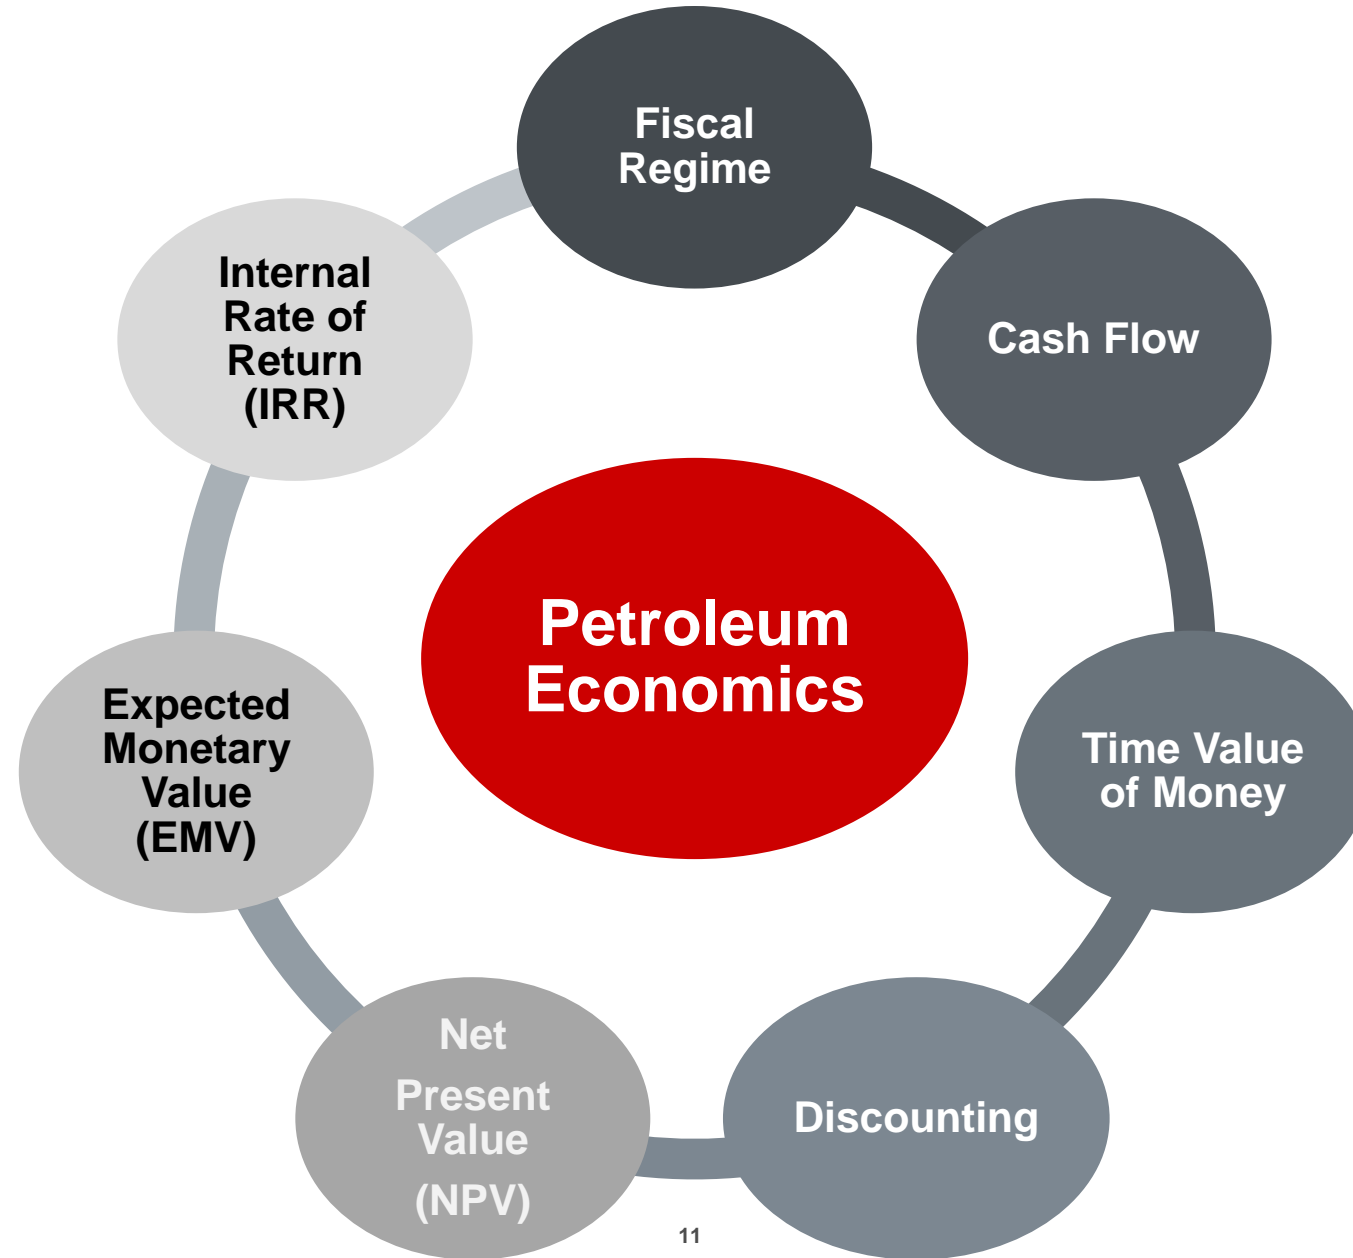 Fiscal
Regime
Cash Flow
Time Value
of Money
Discounting
Net
Present
Value
(NPV)
Expected
Monetary
Value
(EMV)
Internal
Rate of
Return
(IRR)
Petroleum
Economics
11